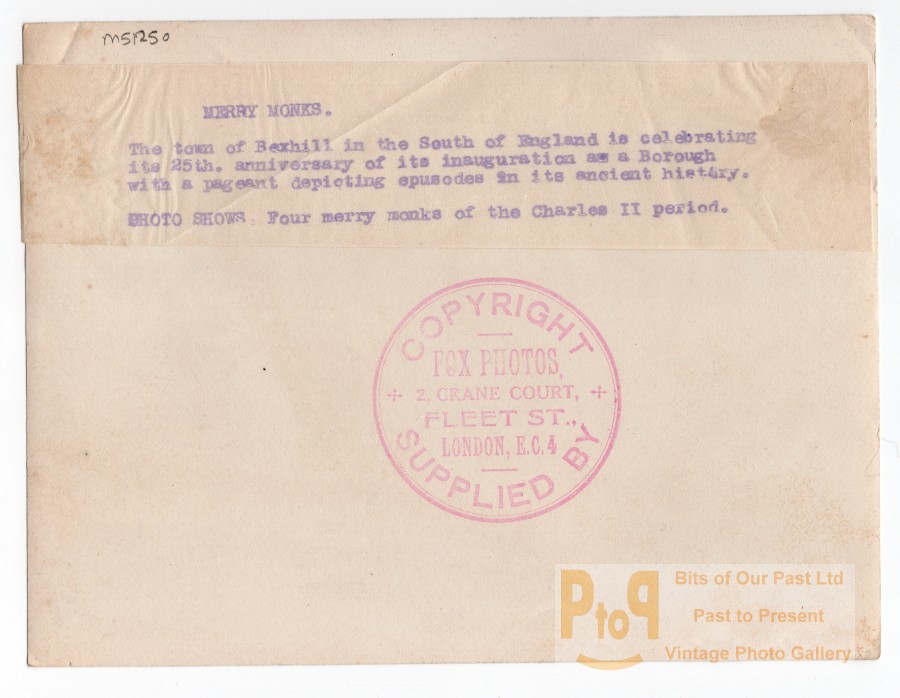 M51250
MERRY MONKS.
The town of Bexhill in the South of England is celebrating
its 25th. anniversary of its inauguration as a Borough
with a pageant depicting epusodes in its ancient history.
PHOTO SHOWS. Four merry monks of the Charles II period.
COPYRIGHT
FOX PHOTOS,
2, CRANE COURT,
FLEET ST.,
LONDON, E.C.4
SUPPLIED BY
PtoP
Bits of Our Past Ltd
Past to Present
Vintage Photo Gallery